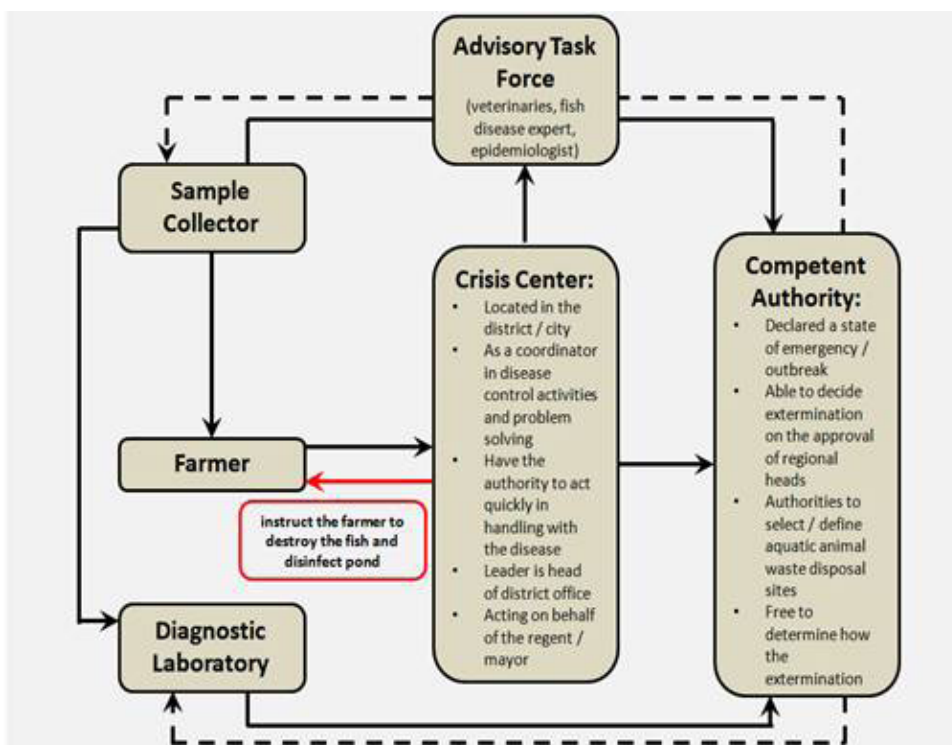 Advisory Task
Force
(veterinaries, fish
disease expert,
epidemiologist)
Sample
Collector
Farmer
instruct the farmer to
destroy the fish and
disinfect pond
Diagnostic
Laboratory
Crisis Center:
• Located in the
district / city
• As a coordinator
in disease
control activities
and problem
solving
• Have the
authority to act
quickly in
handling with
the disease
• Leader is head
of district office
• Acting on behalf
of the regent /
mayor
Competent
Authority:
• Declared a state
of emergency /
outbreak
• Able to decide
extermination
on the approval
of regional
heads
• Authorities to
select / define
aquatic animal
waste disposal
sites
• Free to
determine how
the
extermination